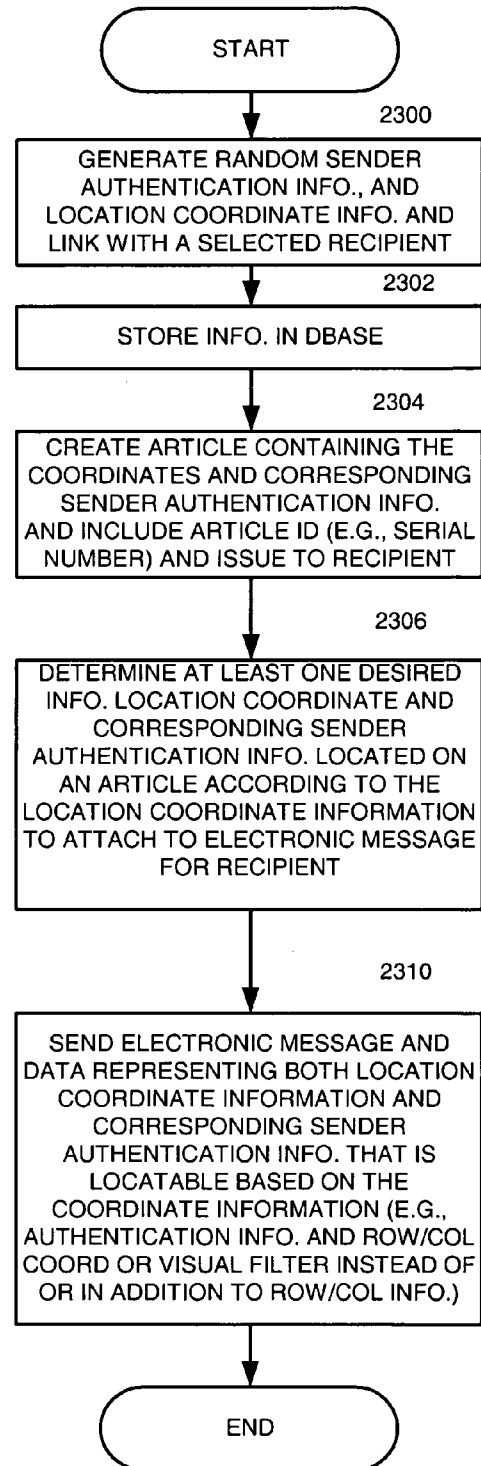 START
2300
GENERATE RANDOM SENDER
AUTHENTICATION INFO., AND
LOCATION COORDINATE INFO. AND
LINK WITH A SELECTED RECIPIENT
2302
STORE INFO. IN DBASE
2304
CREATE ARTICLE CONTAINING THE
COORDINATES AND CORRESPONDING
SENDER AUTHENTICATION INFO.
AND INCLUDE ARTICLE ID (E.G., SERIAL
NUMBER) AND ISSUE TO RECIPIENT
2306
DETERMINE AT LEAST ONE DESIRED
INFO. LOCATION COORDINATE AND
CORRESPONDING SENDER
AUTHENTICATION INFO. LOCATED ON
AN ARTICLE ACCORDING TO THE
LOCATION COORDINATE INFORMATION
TO ATTACH TO ELECTRONIC MESSAGE
FOR RECIPIENT
2310
SEND ELECTRONIC MESSAGE AND
DATA REPRESENTING BOTH LOCATION
COORDINATE INFORMATION AND
CORRESPONDING SENDER
AUTHENTICATION INFO. THAT IS
LOCATABLE BASED ON THE
COORDINATE INFORMATION (E.G.,
AUTHENTICATION INFO. AND ROW/COL
COORD OR VISUAL FILTER INSTEAD OF
OR IN ADDITION TO ROW/COL INFO.)
END